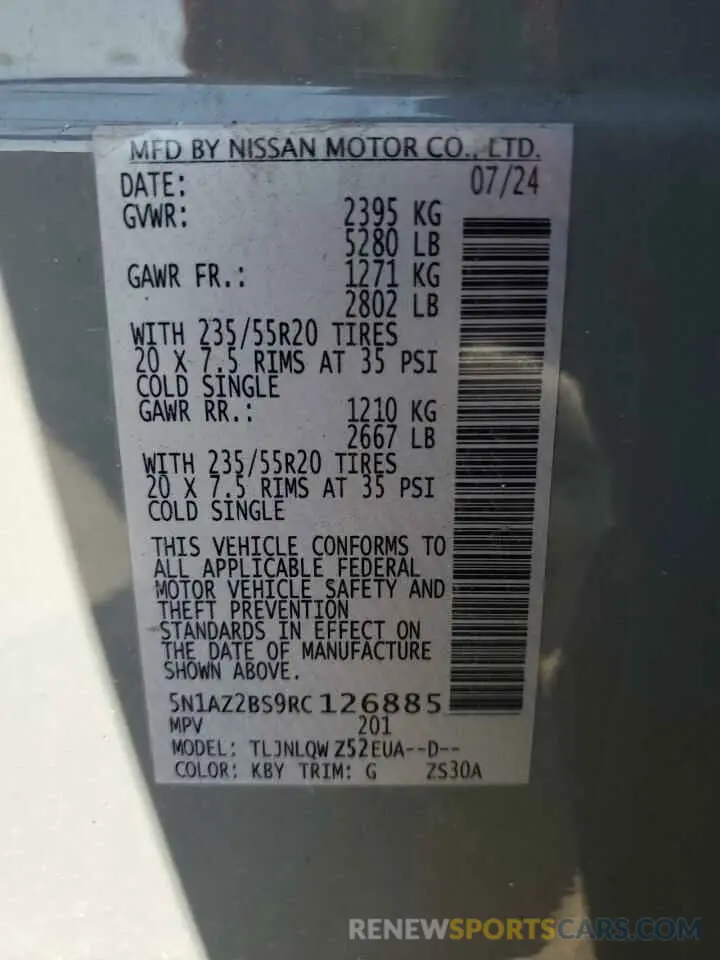 MFD BY NISSAN MOTOR CO., LTD.
DATE: 07/24
GVWR: 2395 KG
5280 LB
GAWR FR.: 1271 KG
2802 LB
WITH 235/55R20 TIRES
20 X 7.5 RIMS AT 35 PSI
COLD SINGLE
GAWR RR.: 1210 KG
2667 LB
WITH 235/55R20 TIRES
20 X 7.5 RIMS AT 35 PSI
COLD SINGLE
THIS VEHICLE CONFORMS TO
ALL APPLICABLE FEDERAL
MOTOR VEHICLE SAFETY AND
THEFT PREVENTION
STANDARDS IN EFFECT ON
THE DATE OF MANUFACTURE
SHOWN ABOVE.
5N1AZ2BS9RC126885
MPV 201
MODEL: TLJNLQW Z52EUA--D--
COLOR: KBY TRIM: G ZS30A
RENEWSPORTSCARS.COM